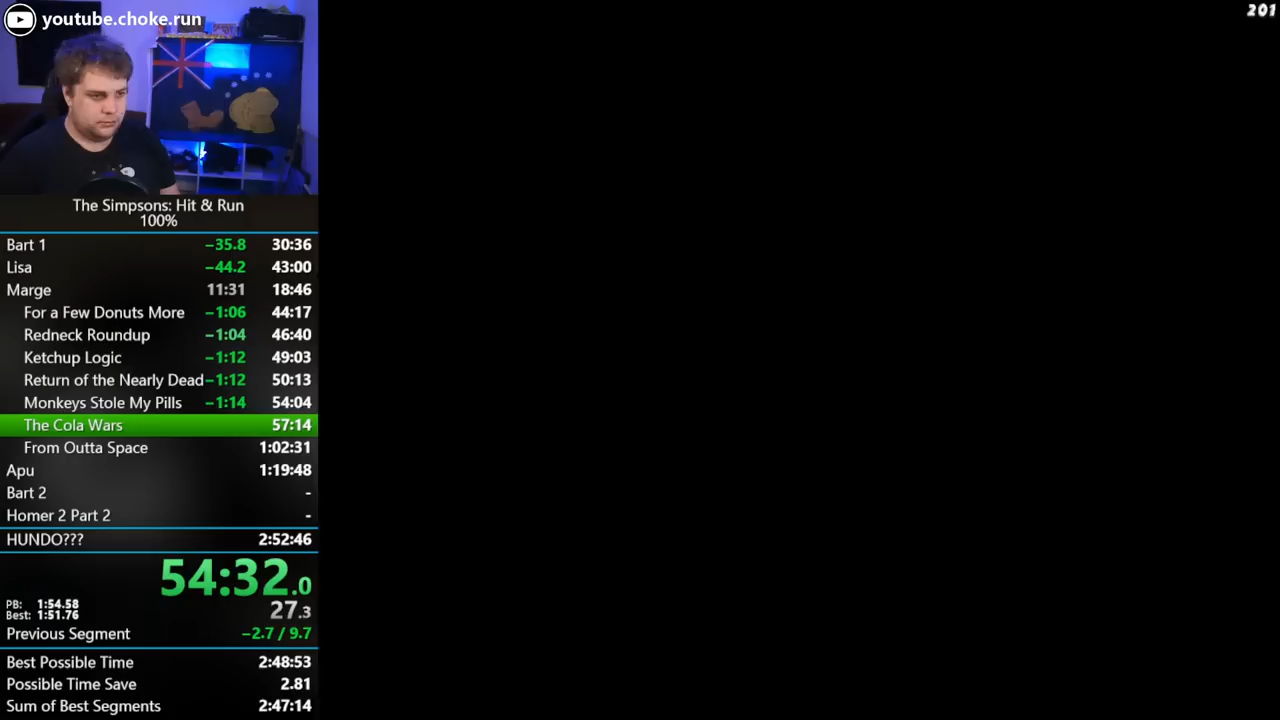 youtube.choke.run
201
The Simpsons: Hit & Run
100%
Bart 1 −35.8 30:36
Lisa −44.2 43:00
Marge 11:31 18:46
For a Few Donuts More −1:06 44:17
Redneck Roundup −1:04 46:40
Ketchup Logic −1:12 49:03
Return of the Nearly Dead −1:12 50:13
Monkeys Stole My Pills −1:14 54:04
The Cola Wars 57:14
From Outta Space 1:02:31
Apu 1:19:48
Bart 2 -
Homer 2 Part 2 -
HUNDO??? 2:52:46
54:32.0
PB: 1:54.58
Best: 1:51.76
27.3
Previous Segment −2.7 / 9.7
Best Possible Time 2:48:53
Possible Time Save 2.81
Sum of Best Segments 2:47:14